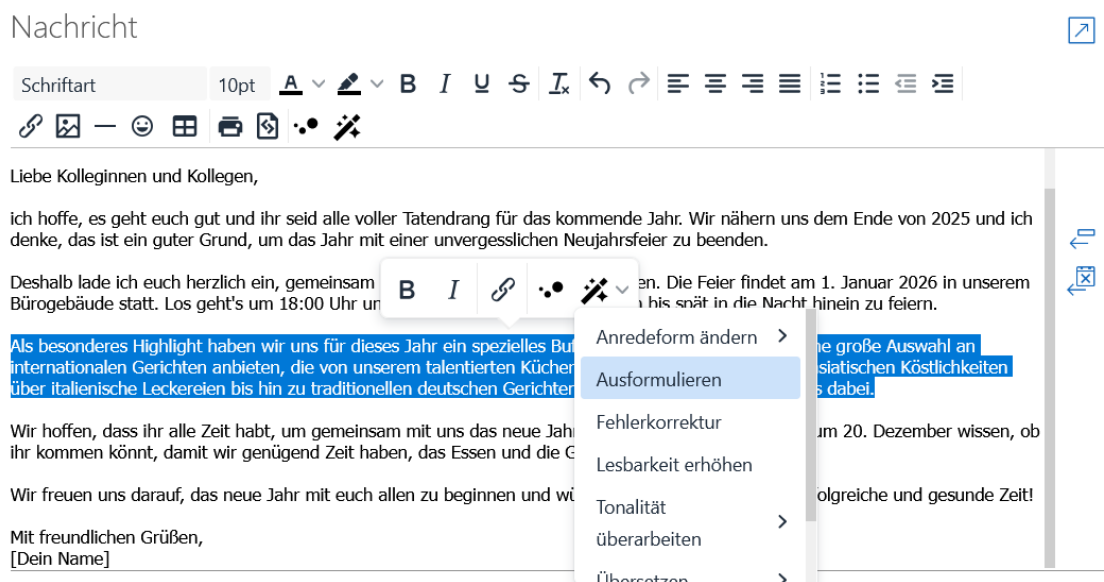 Nachricht
Schriftart 10pt
Liebe Kolleginnen und Kollegen,
ich hoffe, es geht euch gut und ihr seid alle voller Tatendrang für das kommende Jahr. Wir nähern uns dem Ende von 2025 und ich
denke, das ist ein guter Grund, um das Jahr mit einer unvergesslichen Neujahrsfeier zu beenden.
Deshalb lade ich euch herzlich ein, gemeinsam en. Die Feier findet am 1. Januar 2026 in unserem
Bürogebäude statt. Los geht's um 18:00 Uhr bis spät in die Nacht hinein zu feiern.
Als besonderes Highlight haben wir uns für dieses Jahr ein spezielles große Auswahl an
internationalen Gerichten anbieten, die von unserem talentierten Köstlichkeiten
über italienische Leckereien bis hin zu traditionellen deutschen Gerichten dabei.
Wir hoffen, dass ihr alle Zeit habt, um gemeinsam mit uns das neue 20. Dezember wissen, ob
ihr kommen könnt, damit wir genügend Zeit haben, das Essen und die
Wir freuen uns darauf, das neue Jahr mit euch allen zu beginnen und olgreiche und gesunde Zeit!
Mit freundlichen Grüßen,
[Dein Name]
B I
Anredeform ändern
Ausformulieren
Fehlerkorrektur
Lesbarkeit erhöhen
Tonalität
überarbeiten
Übersetzen